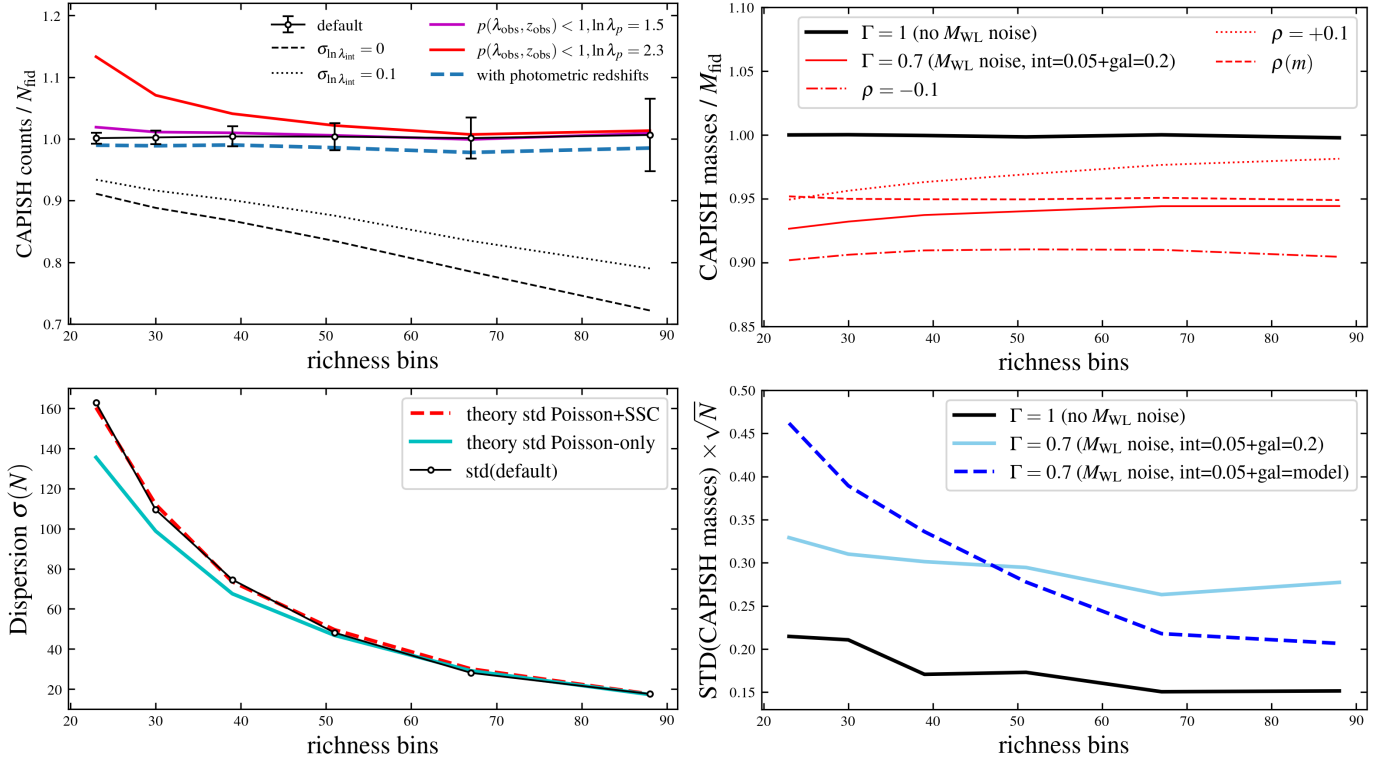 CAPISH counts / N_fid
1.2
1.1
1.0
0.9
0.8
0.7
default
σ_ln λ_int = 0
σ_ln λ_int = 0.1
p(λ_obs, z_obs) < 1, ln λ_p = 1.5
p(λ_obs, z_obs) < 1, ln λ_p = 2.3
with photometric redshifts
20 30 40 50 60 70 80 90
richness bins
CAPISH masses / M_fid
1.10
1.05
1.00
0.95
0.90
0.85
Γ = 1 (no M_WL noise)
Γ = 0.7 (M_WL noise, int=0.05+gal=0.2)
ρ = −0.1
ρ = +0.1
ρ(m)
20 30 40 50 60 70 80 90
richness bins
Dispersion σ(N)
160
140
120
100
80
60
40
20
theory std Poisson+SSC
theory std Poisson-only
std(default)
20 30 40 50 60 70 80 90
richness bins
STD(CAPISH masses) × √N
0.50
0.45
0.40
0.35
0.30
0.25
0.20
0.15
Γ = 1 (no M_WL noise)
Γ = 0.7 (M_WL noise, int=0.05+gal=0.2)
Γ = 0.7 (M_WL noise, int=0.05+gal=model)
20 30 40 50 60 70 80 90
richness bins